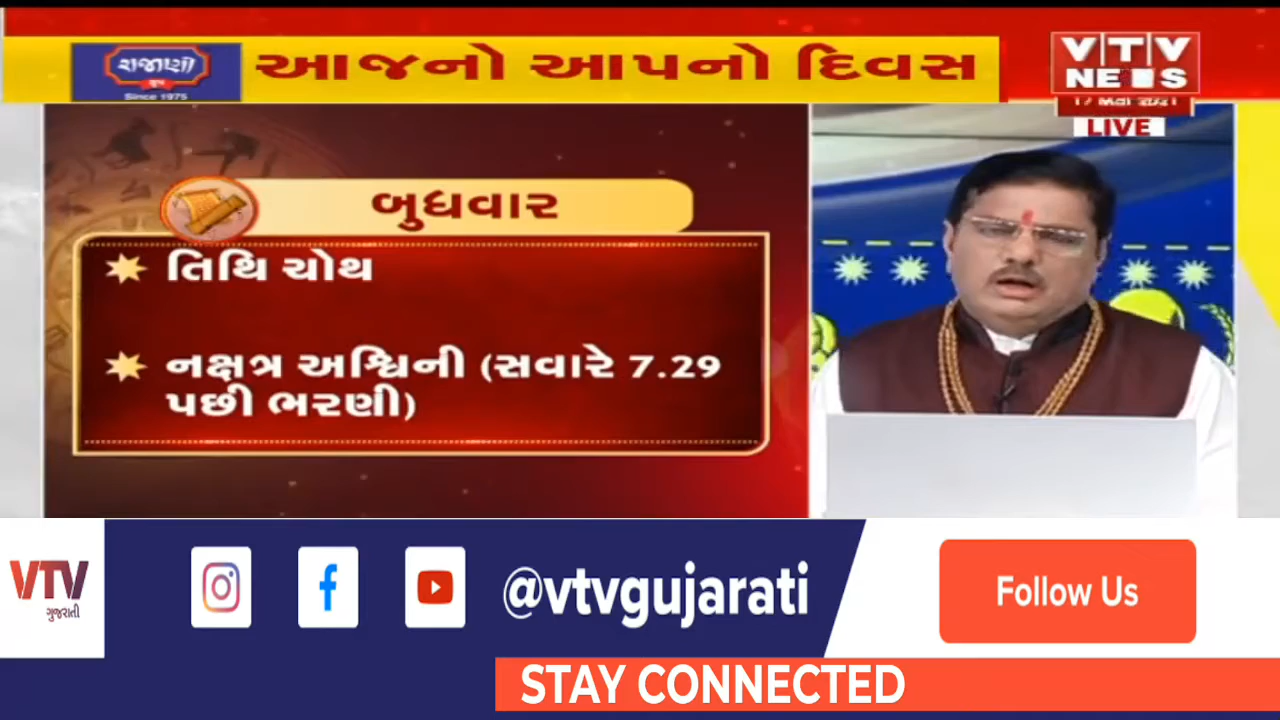 રાજાણી
Since 1975
આજનો આપનો દિવસ
VTV
NEWS
LIVE
બુધવાર
તિથિ ચોથ
નક્ષત્ર અશ્વિની (સવારે 7.29
પછી ભરણી)
VTV
ગુજરાતી
@vtvgujarati
Follow Us
STAY CONNECTED